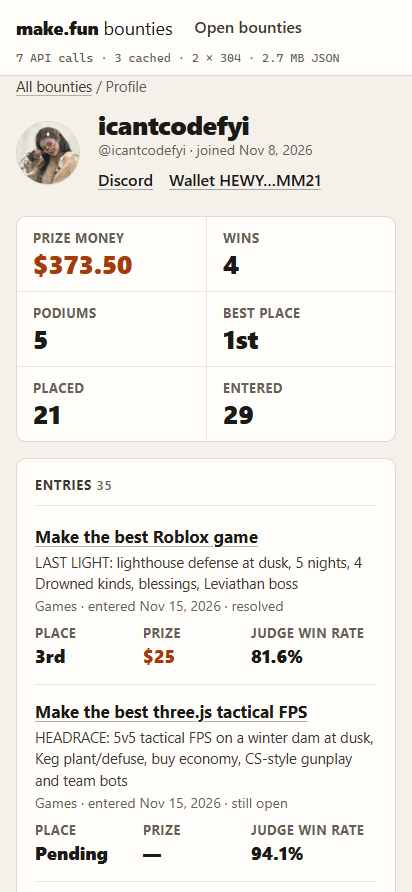 make.fun bounties Open bounties
7 API calls · 3 cached · 2 × 304 · 2.7 MB JSON
All bounties / Profile
icantcodefyi
@icantcodefyi · joined Nov 8, 2026
Discord Wallet HEWY...MM21
PRIZE MONEY WINS
$373.50 4
PODIUMS BEST PLACE
5 1st
PLACED ENTERED
21 29
ENTRIES 35
Make the best Roblox game
LAST LIGHT: lighthouse defense at dusk, 5 nights, 4
Drowned kinds, blessings, Leviathan boss
Games · entered Nov 15, 2026 · resolved
PLACE PRIZE JUDGE WIN RATE
3rd $25 81.6%
Make the best three.js tactical FPS
HEADRACE: 5v5 tactical FPS on a winter dam at dusk,
Keg plant/defuse, buy economy, CS-style gunplay
and team bots
Games · entered Nov 15, 2026 · still open
PLACE PRIZE JUDGE WIN RATE
Pending — 94.1%